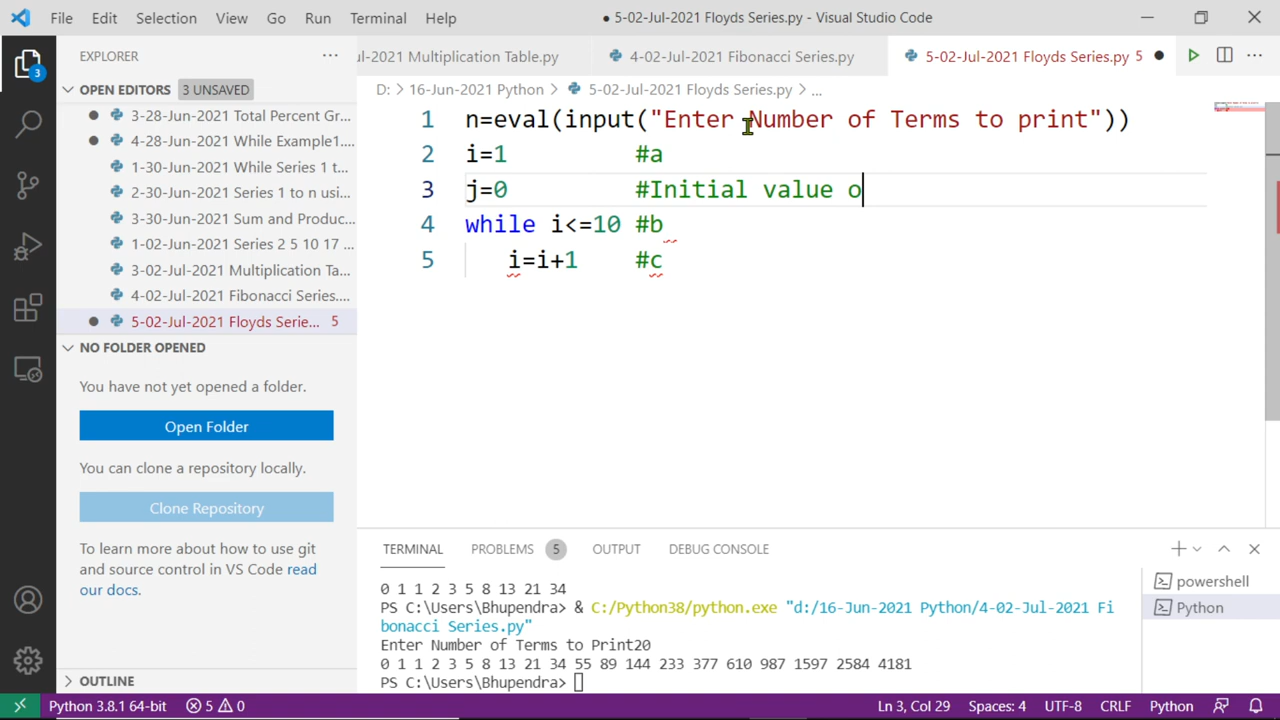 File Edit Selection View Go Run Terminal Help
● 5-02-Jul-2021 Floyds Series.py - Visual Studio Code
3
EXPLORER
OPEN EDITORS 3 UNSAVED
3-28-Jun-2021 Total Percent Gr...
4-28-Jun-2021 While Example1....
1-30-Jun-2021 While Series 1 t...
2-30-Jun-2021 Series 1 to n usin...
3-30-Jun-2021 Sum and Produc...
1-02-Jul-2021 Series 2 5 10 17 ...
3-02-Jul-2021 Multiplication Ta...
4-02-Jul-2021 Fibonacci Series....
5-02-Jul-2021 Floyds Serie... 5
NO FOLDER OPENED
You have not yet opened a folder.
Open Folder
You can clone a repository locally.
Clone Repository
To learn more about how to use git
and source control in VS Code read
our docs.
OUTLINE
ul-2021 Multiplication Table.py
4-02-Jul-2021 Fibonacci Series.py
5-02-Jul-2021 Floyds Series.py 5
D: > 16-Jun-2021 Python > 5-02-Jul-2021 Floyds Series.py > ...
1 n=eval(input("Enter Number of Terms to print"))
2 i=1 #a
3 j=0 #Initial value o
4 while i<=10 #b
5 i=i+1 #c
TERMINAL PROBLEMS 5 OUTPUT DEBUG CONSOLE
0 1 1 2 3 5 8 13 21 34
PS C:\Users\Bhupendra> & C:/Python38/python.exe "d:/16-Jun-2021 Python/4-02-Jul-2021 Fi
bonacci Series.py"
Enter Number of Terms to Print20
0 1 1 2 3 5 8 13 21 34 55 89 144 233 377 610 987 1597 2584 4181
PS C:\Users\Bhupendra>
powershell
Python
Python 3.8.1 64-bit 5 0 Ln 3, Col 29 Spaces: 4 UTF-8 CRLF Python